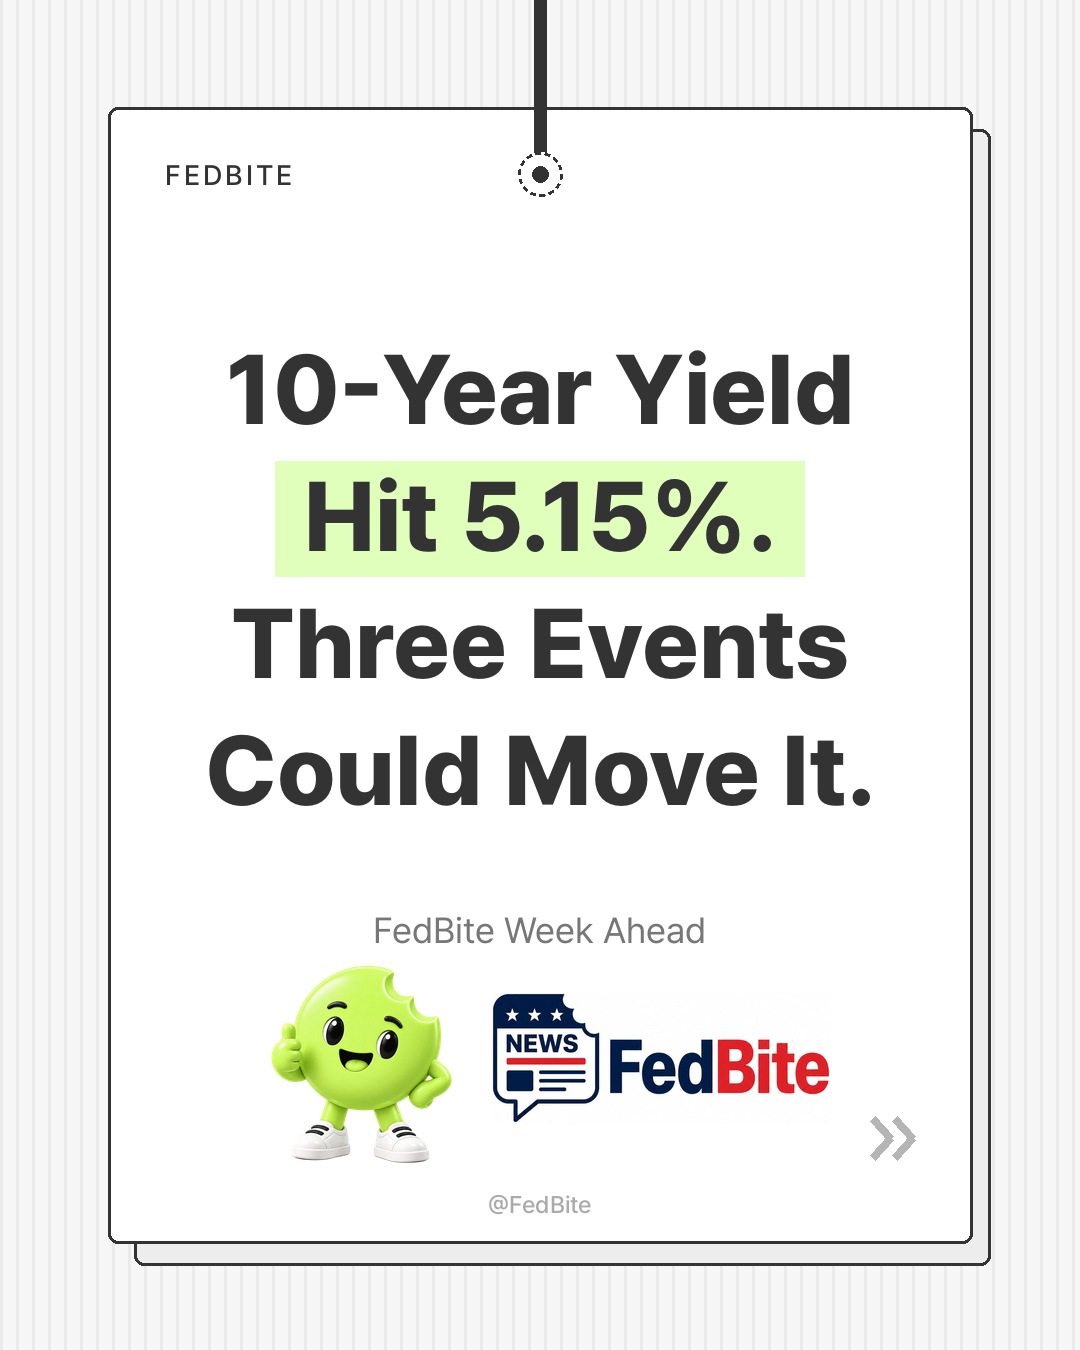 FEDBITE
10-Year Yield
Hit 5.15%.
Three Events
Could Move It.
FedBite Week Ahead
NEWS
FedBite
@FedBite